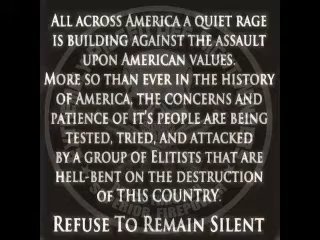 All across America a quiet rage
is building against the assault
upon American values.
More so than ever in the history
of America, the concerns and
patience of it's people are being
tested, tried, and attacked
by a group of Elitists that are
hell-bent on the destruction
of THIS COUNTRY.
Refuse To Remain Silent